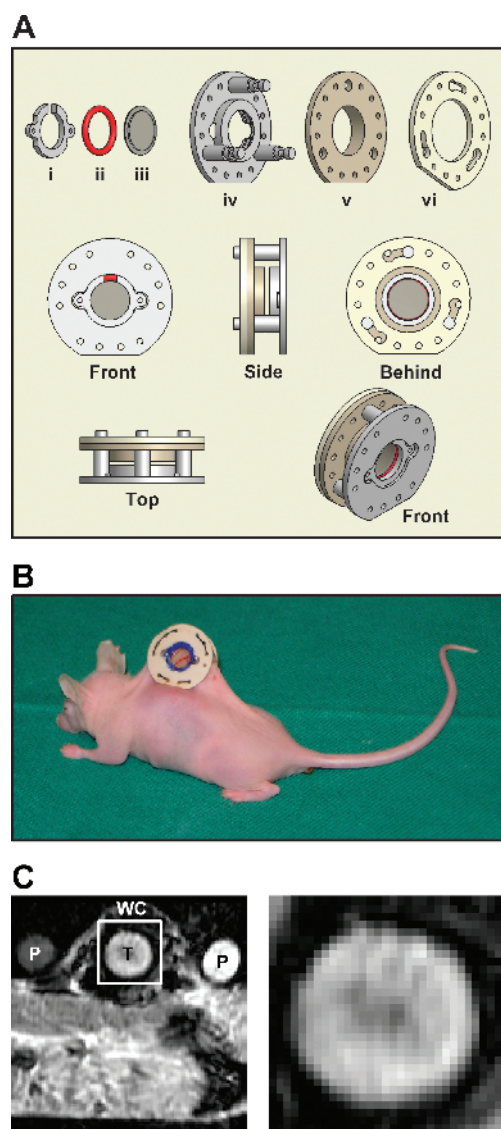 A
i ii iii iv v vi
Front Side Behind
Top Front
B
C
WC
P T P